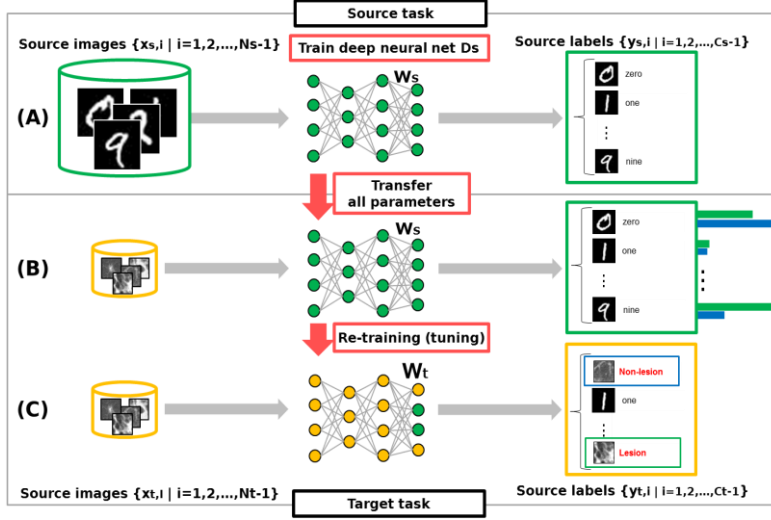 Source task
Source images {xs,i | i=1,2,...,Ns-1}
Train deep neural net Ds
Source labels {ys,i | i=1,2,...,Cs-1}
Ws
(A)
zero
one
⋮
nine
Transfer
all parameters
Ws
(B)
zero
one
⋮
nine
Re-training (tuning)
Wt
(C)
Non-lesion
one
⋮
Lesion
Source images {xt,i | i=1,2,...,Nt-1}
Source labels {yt,i | i=1,2,...,Ct-1}
Target task